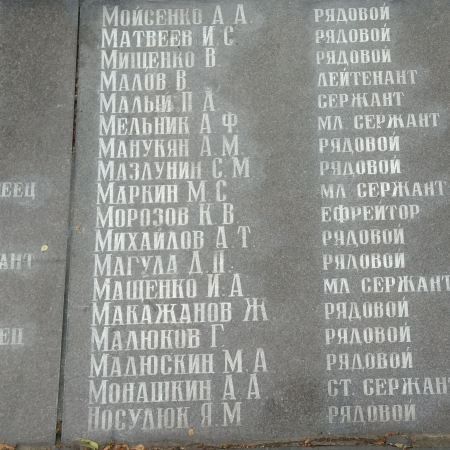 Мойсенко А.А. рядовой
Матвеев И.С. рядовой
Мищенко В. рядовой
Малов В. лейтенант
Малый П.А. сержант
Мельник А.Ф. мл. сержант
Манукян А.М. рядовой
Мазлунин С.М рядовой
Маркин М.С. мл. сержант
Морозов К.В. ефрейтор
Михайлов А.Т рядовой
Магула Д.П. рядовой
Мащенко И.А. мл. сержант
Макажанов Ж рядовой
Малюков Г. рядовой
Малюскин М.А рядовой
Монашкин А.А ст. сержант
Носулюк Я.М рядовой